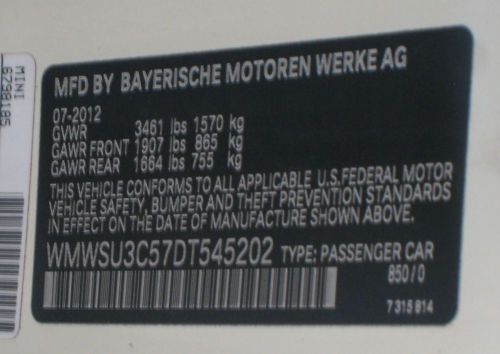 MFD BY BAYERISCHE MOTOREN WERKE AG
07-2012
GVWR 3461 lbs 1570 kg
GAWR FRONT 1907 lbs 865 kg
GAWR REAR 1664 lbs 755 kg
THIS VEHICLE CONFORMS TO ALL APPLICABLE U.S.FEDERAL MOTOR
VEHICLE SAFETY, BUMPER AND THEFT PREVENTION STANDARDS
IN EFFECT ON THE DATE OF MANUFACTURE SHOWN ABOVE.
WMWSU3C57DT545202 TYPE: PASSENGER CAR
850/0
7 315 814
MINI
6798185